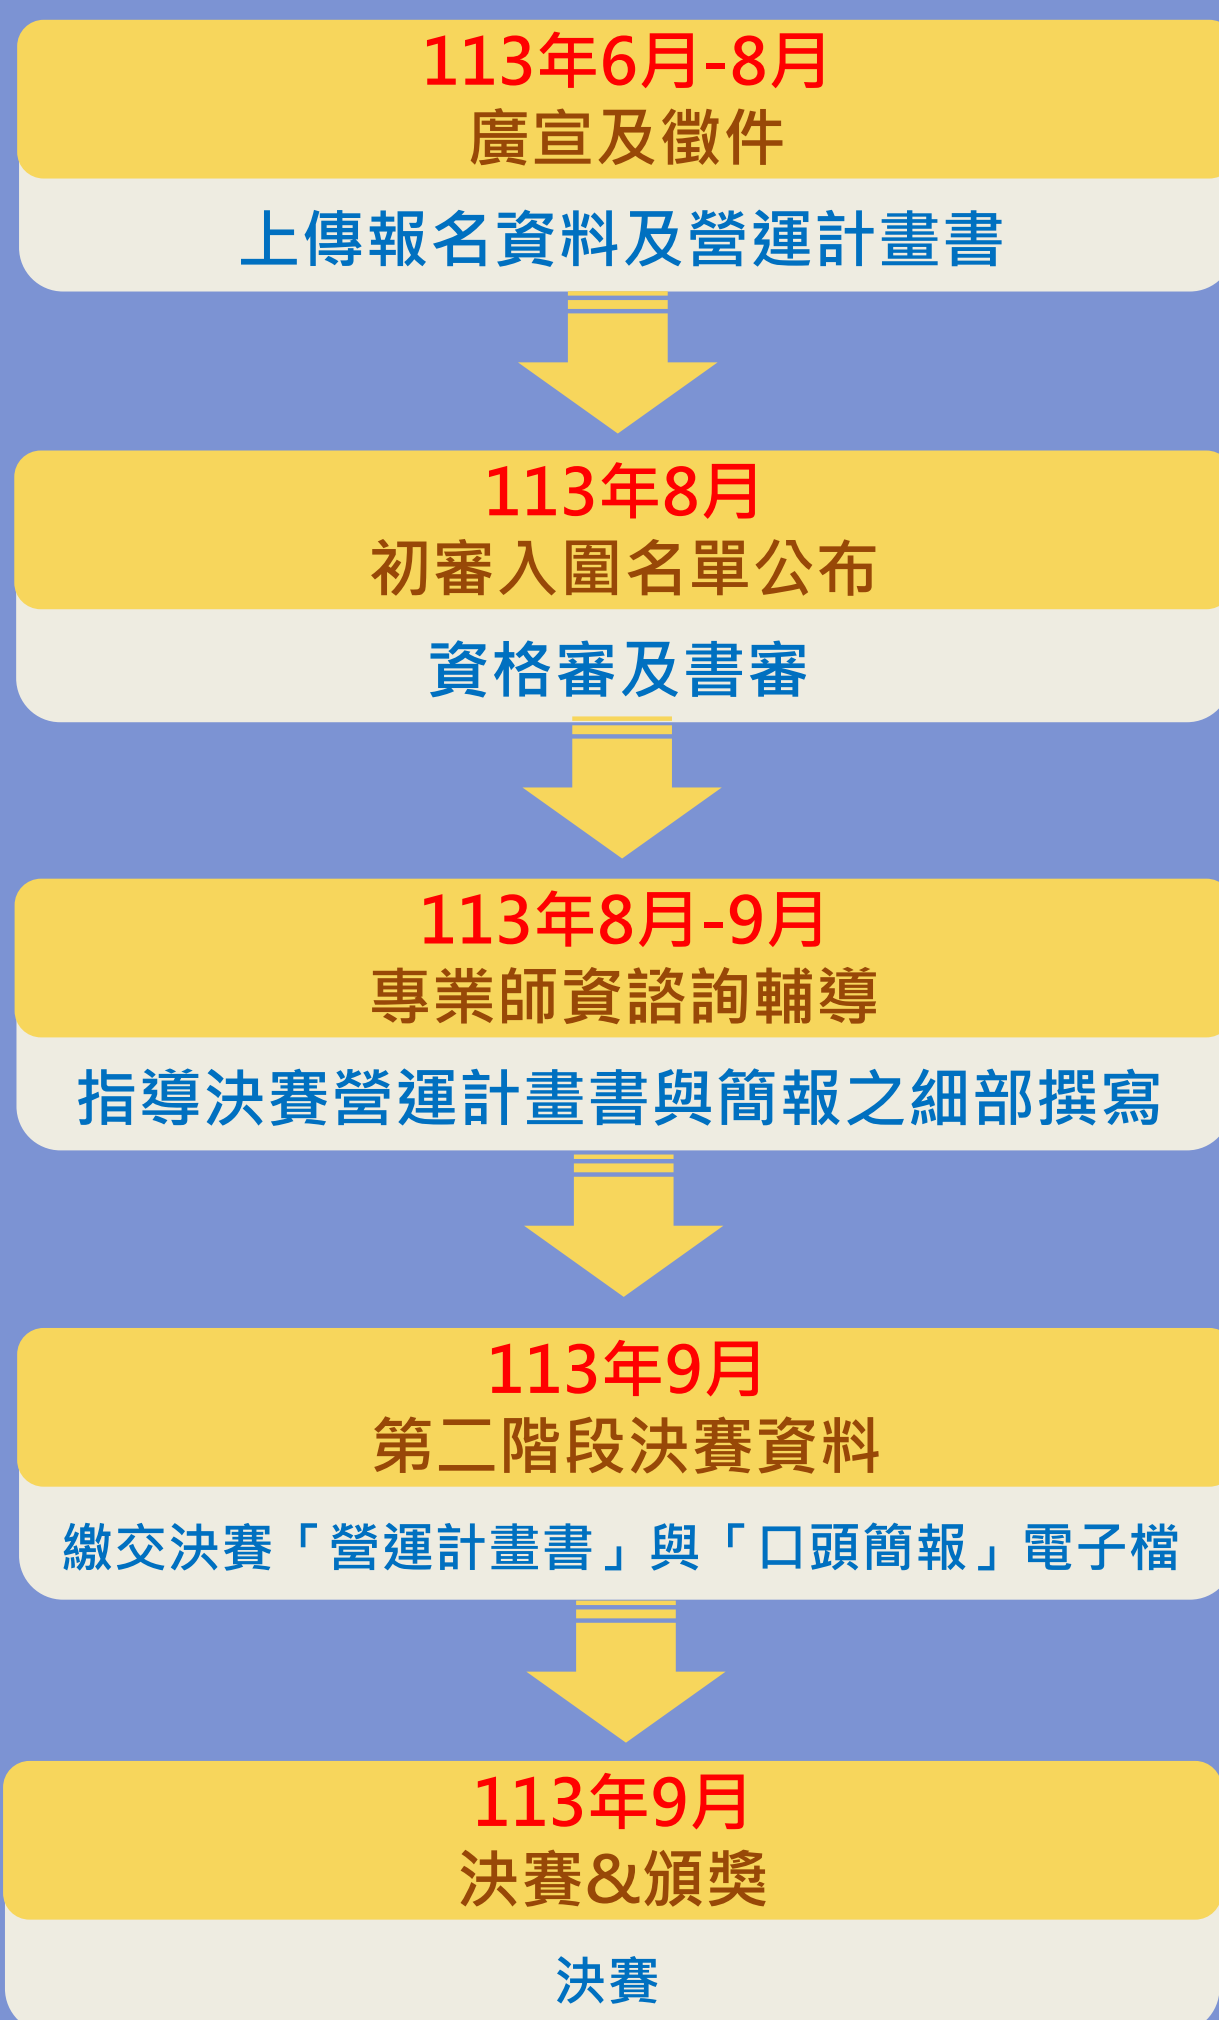 113年6月-8月
廣宣及徵件
上傳報名資料及營運計畫書
113年8月
初審入圍名單公布
資格審及書審
113年8月-9月
專業師資諮詢輔導
指導決賽營運計畫書與簡報之細部撰寫
113年9月
第二階段決賽資料
繳交決賽「營運計畫書」與「口頭簡報」電子檔
113年9月
決賽&頒獎
決賽